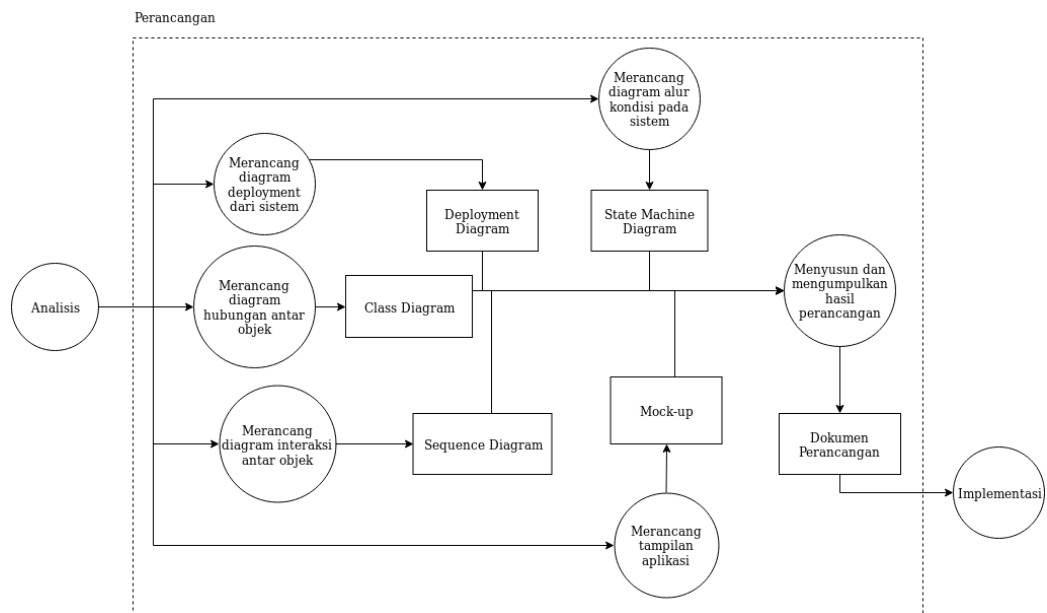 Perancangan
Merancang
diagram alur
kondisi pada
sistem
Merancang
diagram
deployment
dari sistem
Deployment
Diagram
State Machine
Diagram
Analisis
Merancang
diagram
hubungan antar
objek
Class Diagram
Menyusun dan
mengumpulkan
hasil
perancangan
Merancang
diagram interaksi
antar objek
Sequence Diagram
Mock-up
Dokumen
Perancangan
Implementasi
Merancang
tampilan
aplikasi